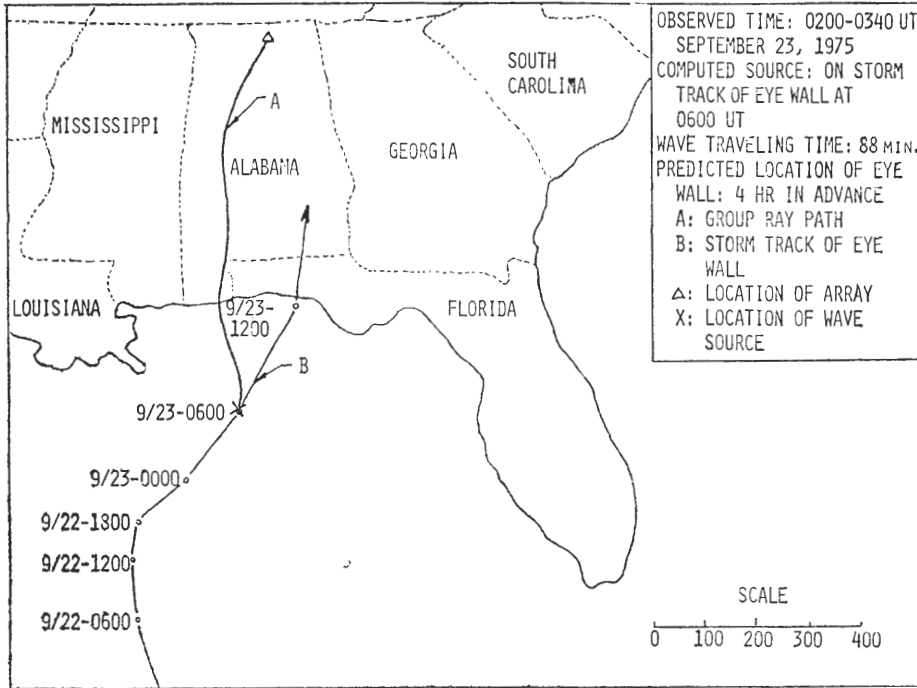 OBSERVED TIME: 0200-0340 UT
SEPTEMBER 23, 1975
COMPUTED SOURCE: ON STORM
TRACK OF EYE WALL AT
0600 UT
WAVE TRAVELING TIME: 88 MIN.
PREDICTED LOCATION OF EYE
WALL: 4 HR IN ADVANCE
A: GROUP RAY PATH
B: STORM TRACK OF EYE
WALL
△: LOCATION OF ARRAY
X: LOCATION OF WAVE
SOURCE
SOUTH
CAROLINA
A
MISSISSIPPI
ALABAMA
GEORGIA
LOUISIANA
FLORIDA
9/23-
1200
B
9/23-0600
X
9/23-0000
9/22-1800
9/22-1200
9/22-0600
SCALE
0 100 200 300 400